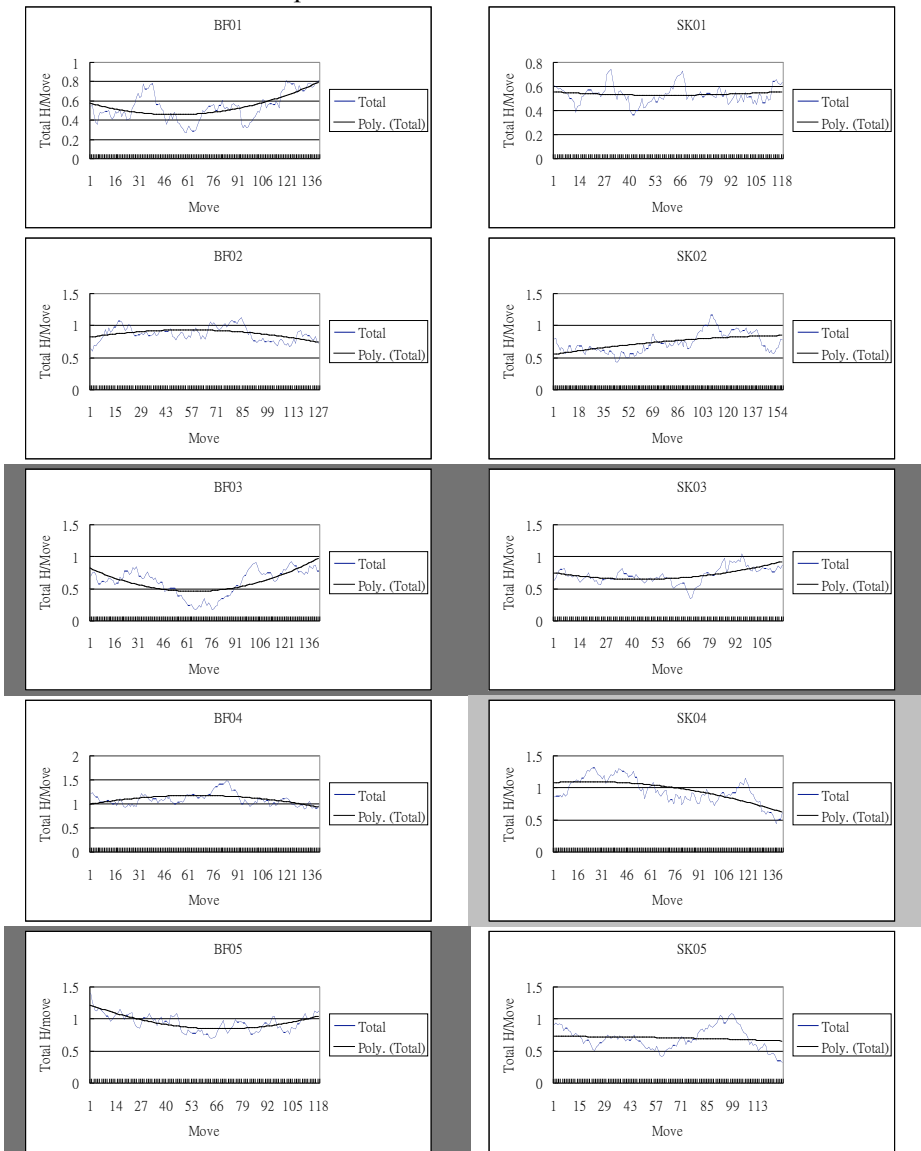 BF01
1
0.8
0.6
0.4
0.2
0
Total H/Move
1 16 31 46 61 76 91 106 121 136
Move
Total
Poly. (Total)
SK01
0.8
0.6
0.4
0.2
0
Total H/Move
1 14 27 40 53 66 79 92 105 118
Move
Total
Poly. (Total)
BF02
1.5
1
0.5
0
Total H/Move
1 15 29 43 57 71 85 99 113 127
Move
Total
Poly. (Total)
SK02
1.5
1
0.5
0
Total H/Move
1 18 35 52 69 86 103 120 137 154
Move
Total
Poly. (Total)
BF03
1.5
1
0.5
0
Total H/Move
1 16 31 46 61 76 91 106 121 136
Move
Total
Poly. (Total)
SK03
1.5
1
0.5
0
Total H/Move
1 14 27 40 53 66 79 92 105
Move
Total
Poly. (Total)
BF04
2
1.5
1
0.5
0
Total H/Move
1 16 31 46 61 76 91 106 121 136
Move
Total
Poly. (Total)
SK04
1.5
1
0.5
0
Total H/Move
1 16 31 46 61 76 91 106 121 136
Move
Total
Poly. (Total)
BF05
1.5
1
0.5
0
Total H/move
1 14 27 40 53 66 79 92 105 118
Move
Total
Poly. (Total)
SK05
1.5
1
0.5
0
Total H/Move
1 15 29 43 57 71 85 99 113
Move
Total
Poly. (Total)